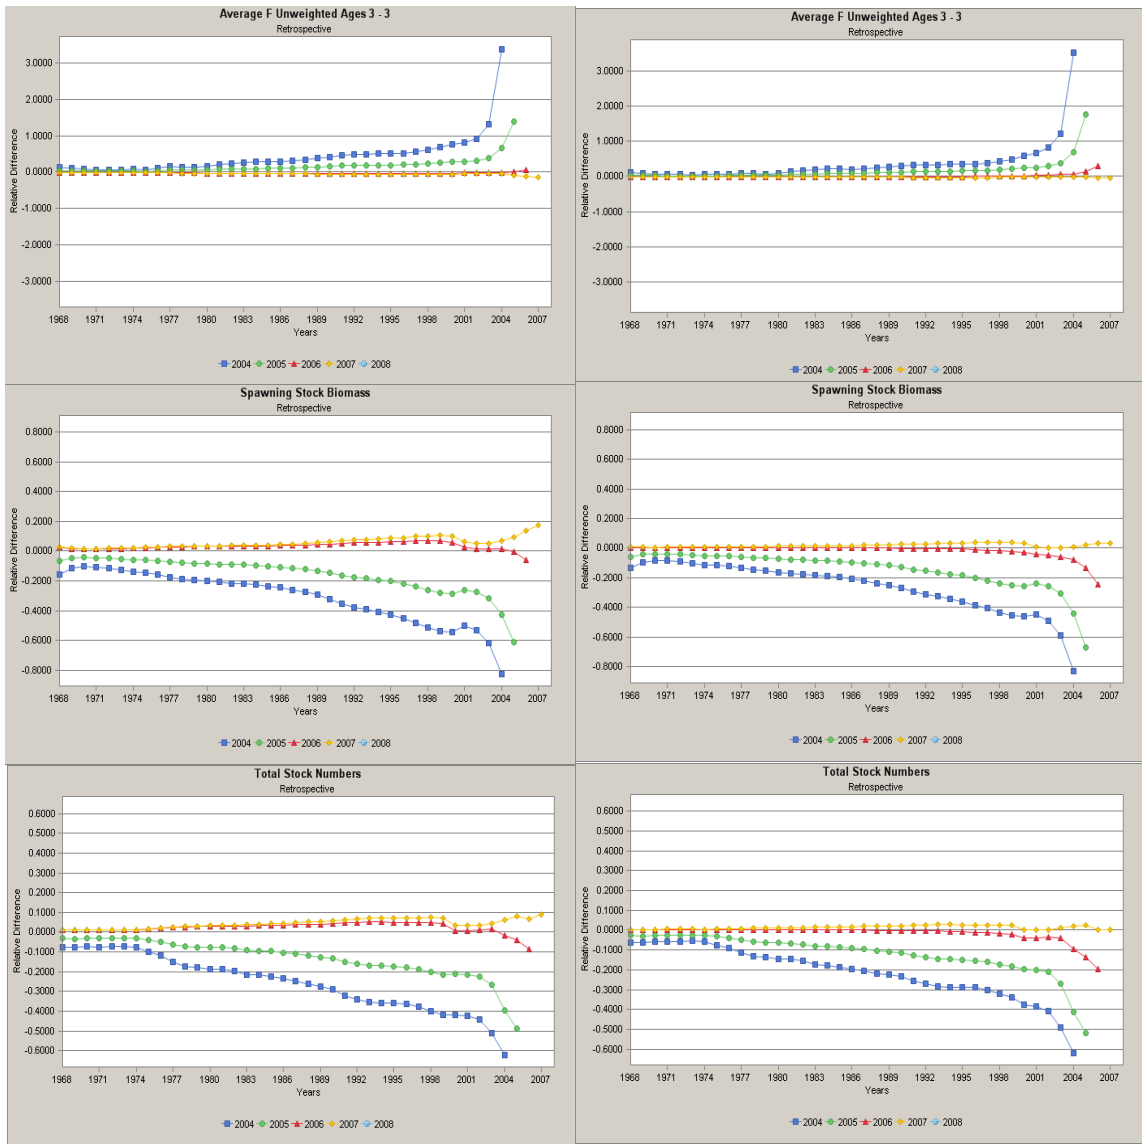 Average F Unweighted Ages 3 - 3
Retrospective
Relative Difference
3.0000
2.0000
1.0000
0.0000
-1.0000
-2.0000
-3.0000
1968 1971 1974 1977 1980 1983 1986 1989 1992 1995 1998 2001 2004 2007
Years
2004 2005 2006 2007 2008
Average F Unweighted Ages 3 - 3
Retrospective
Relative Difference
3.0000
2.0000
1.0000
0.0000
-1.0000
-2.0000
-3.0000
1968 1971 1974 1977 1980 1983 1986 1989 1992 1995 1998 2001 2004 2007
Years
2004 2005 2006 2007 2008
Spawning Stock Biomass
Retrospective
Relative Difference
0.8000
0.6000
0.4000
0.2000
0.0000
-0.2000
-0.4000
-0.6000
-0.8000
1968 1971 1974 1977 1980 1983 1986 1989 1992 1995 1998 2001 2004 2007
Years
2004 2005 2006 2007 2008
Spawning Stock Biomass
Retrospective
Relative Difference
0.8000
0.6000
0.4000
0.2000
0.0000
-0.2000
-0.4000
-0.6000
-0.8000
1968 1971 1974 1977 1980 1983 1986 1989 1992 1995 1998 2001 2004 2007
Years
2004 2005 2006 2007 2008
Total Stock Numbers
Retrospective
Relative Difference
0.6000
0.5000
0.4000
0.3000
0.2000
0.1000
0.0000
-0.1000
-0.2000
-0.3000
-0.4000
-0.5000
-0.6000
1968 1971 1974 1977 1980 1983 1986 1989 1992 1995 1998 2001 2004 2007
Years
2004 2005 2006 2007 2008
Total Stock Numbers
Retrospective
Relative Difference
0.6000
0.5000
0.4000
0.3000
0.2000
0.1000
0.0000
-0.1000
-0.2000
-0.3000
-0.4000
-0.5000
-0.6000
1968 1971 1974 1977 1980 1983 1986 1989 1992 1995 1998 2001 2004 2007
Years
2004 2005 2006 2007 2008